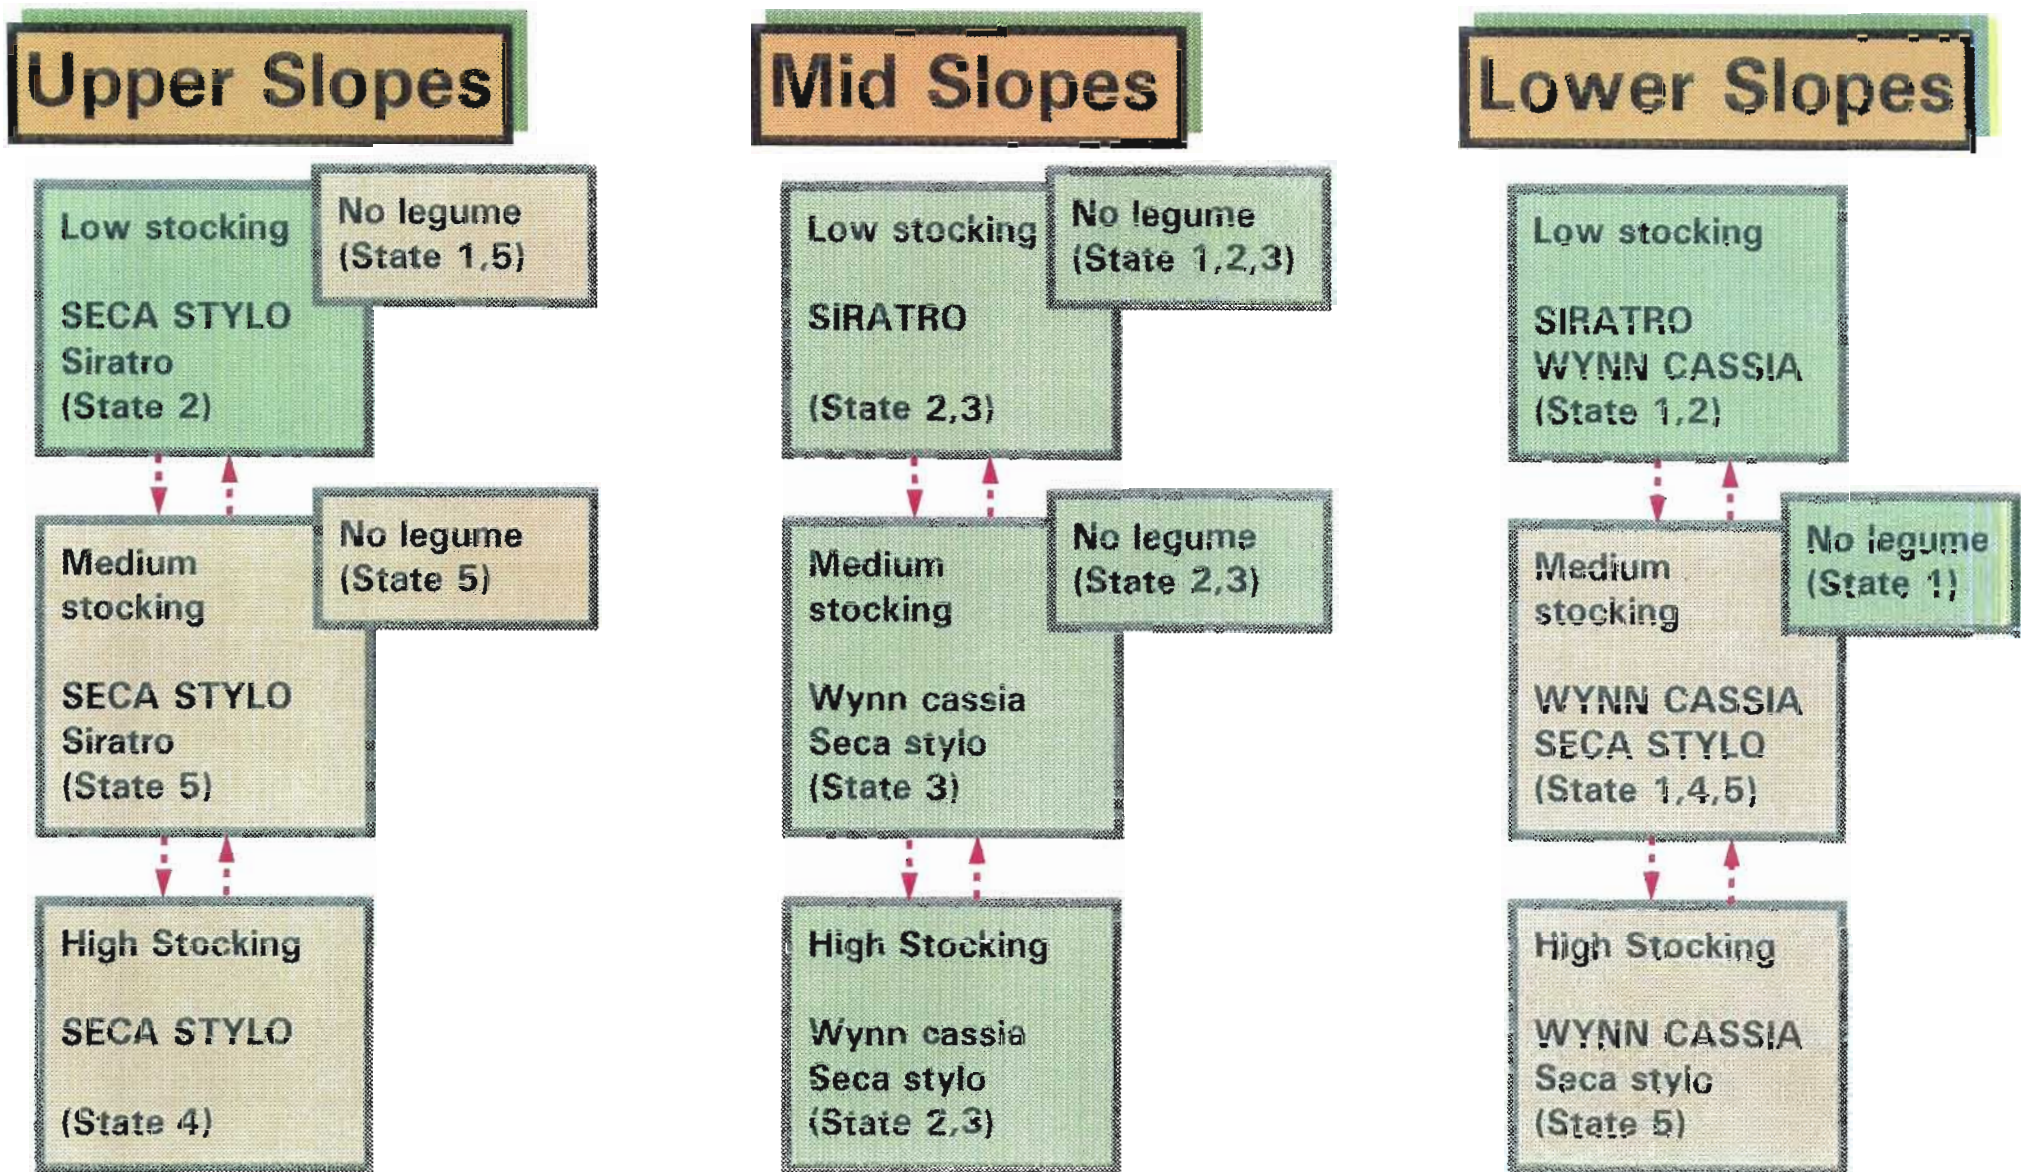 Upper Slopes
Low stocking
SECA STYLO
Siratro
(State 2)
No legume
(State 1,5)
Medium
stocking
SECA STYLO
Siratro
(State 5)
No legume
(State 5)
High Stocking
SECA STYLO
(State 4)
Mid Slopes
Low stocking
SIRATRO
(State 2,3)
No legume
(State 1,2,3)
Medium
stocking
Wynn cassia
Seca stylo
(State 3)
No legume
(State 2,3)
High Stocking
Wynn cassia
Seca stylo
(State 2,3)
Lower Slopes
Low stocking
SIRATRO
WYNN CASSIA
(State 1,2)
Medium
stocking
WYNN CASSIA
SECA STYLO
(State 1,4,5)
No legume
(State 1)
High Stocking
WYNN CASSIA
Seca stylo
(State 5)